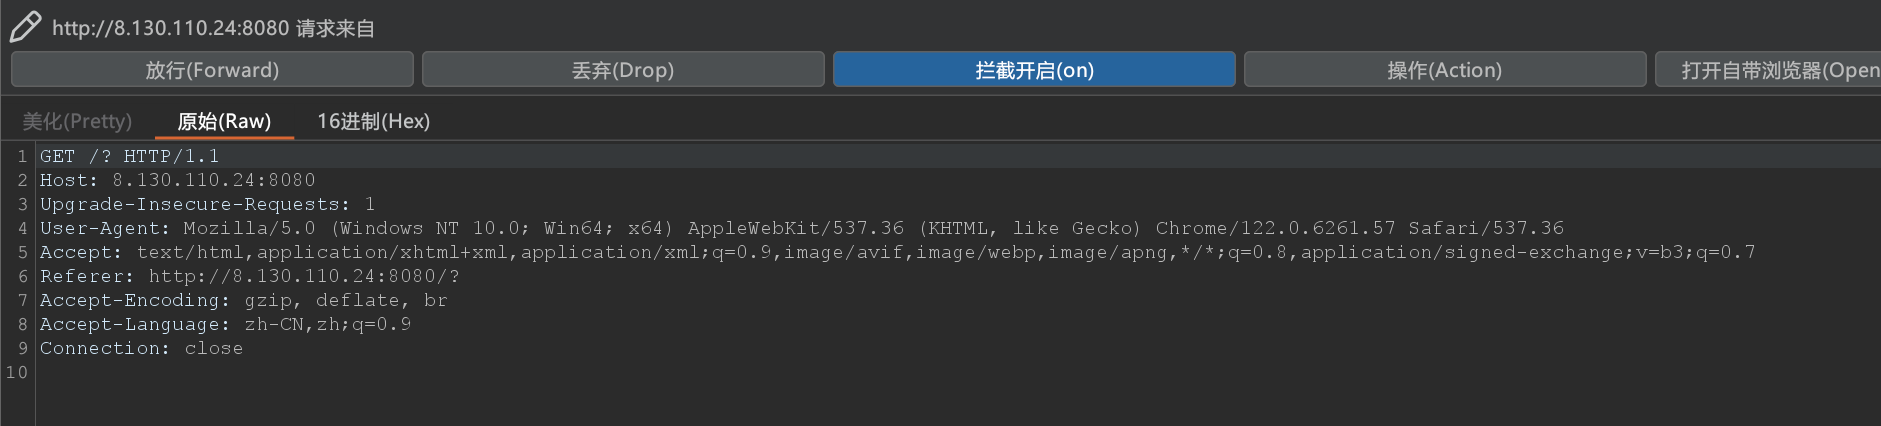 http://8.130.110.24:8080 请求来自
放行(Forward) 丢弃(Drop) 拦截开启(on) 操作(Action) 打开自带浏览器(Open
美化(Pretty) 原始(Raw) 16进制(Hex)
1 GET /? HTTP/1.1
2 Host: 8.130.110.24:8080
3 Upgrade-Insecure-Requests: 1
4 User-Agent: Mozilla/5.0 (Windows NT 10.0; Win64; x64) AppleWebKit/537.36 (KHTML, like Gecko) Chrome/122.0.6261.57 Safari/537.36
5 Accept: text/html,application/xhtml+xml,application/xml;q=0.9,image/avif,image/webp,image/apng,*/*;q=0.8,application/signed-exchange;v=b3;q=0.7
6 Referer: http://8.130.110.24:8080/?
7 Accept-Encoding: gzip, deflate, br
8 Accept-Language: zh-CN,zh;q=0.9
9 Connection: close
10